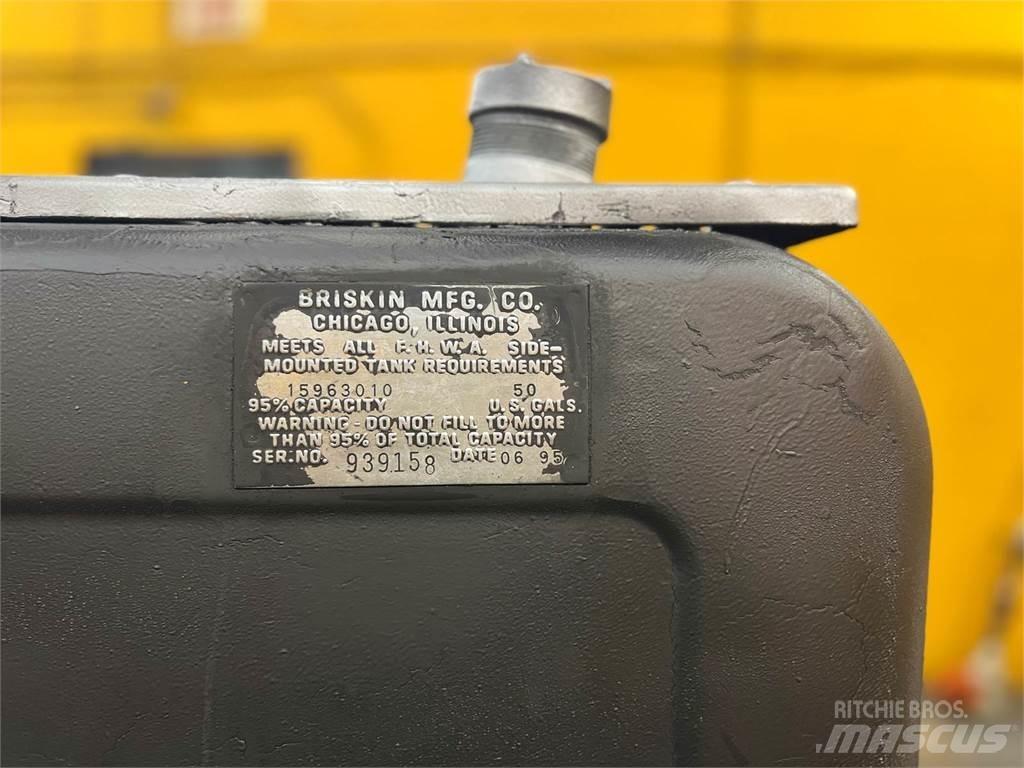 BRISKIN MFG. CO.
CHICAGO, ILLINOIS
MEETS ALL F.H.W.A. SIDE-
MOUNTED TANK REQUIREMENTS
15963010 50
95% CAPACITY U.S. GALS.
WARNING - DO NOT FILL TO MORE
THAN 95% OF TOTAL CAPACITY
SER.NO. 939158 DATE 06 95
RITCHIE BROS.
MASCUS